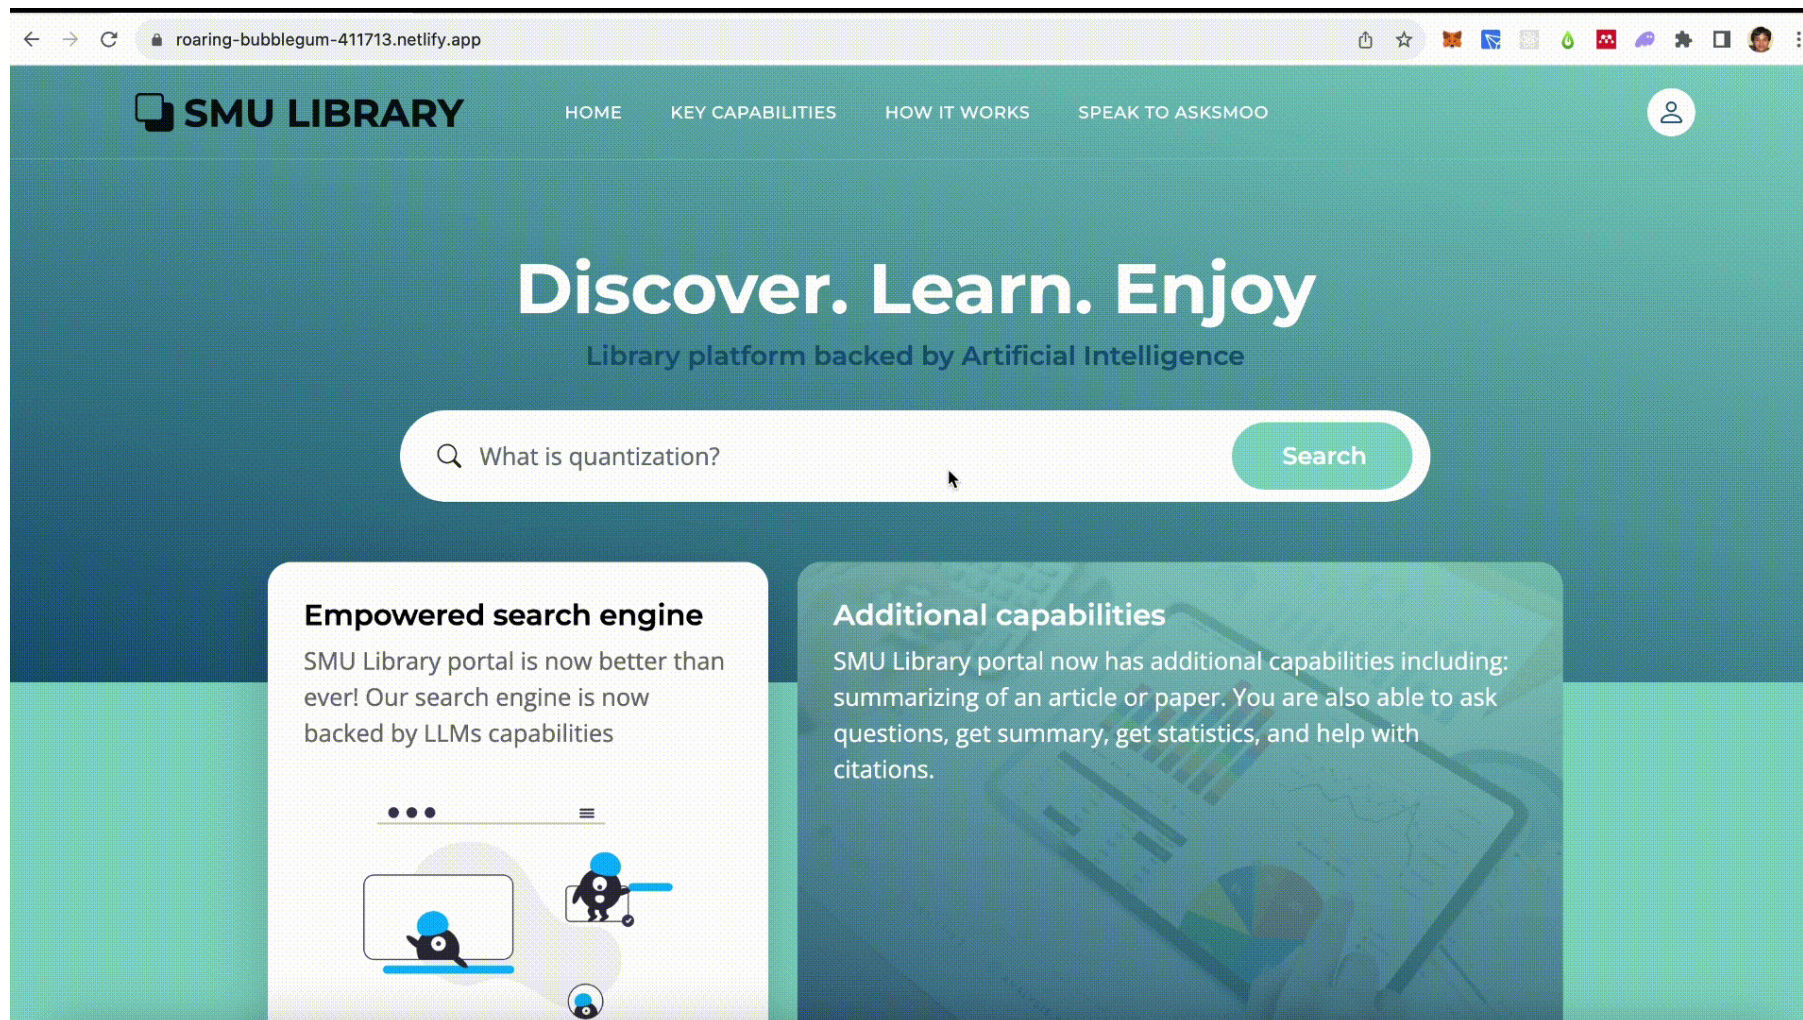 roaring-bubblegum-411713.netlify.app
SMU LIBRARY
HOME
KEY CAPABILITIES
HOW IT WORKS
SPEAK TO ASKSMOO
Discover. Learn. Enjoy
Library platform backed by Artificial Intelligence
What is quantization?
Search
Empowered search engine
SMU Library portal is now better than
ever! Our search engine is now
backed by LLMs capabilities
Additional capabilities
SMU Library portal now has additional capabilities including:
summarizing of an article or paper. You are also able to ask
questions, get summary, get statistics, and help with
citations.